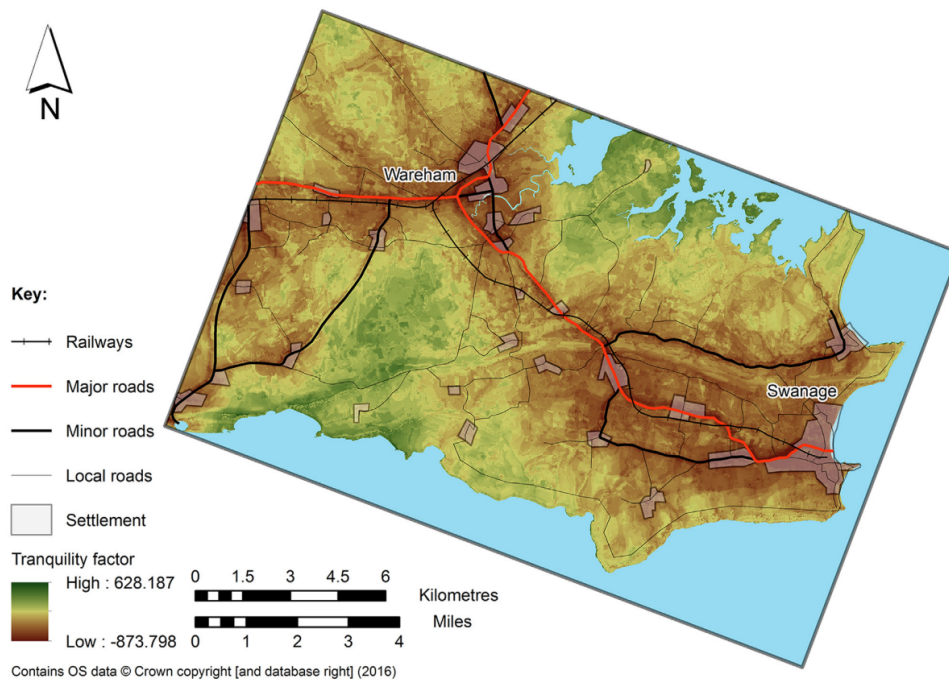 N
Wareham
Swanage
Key:
Railways
Major roads
Minor roads
Local roads
Settlement
Tranquility factor
High : 628.187
Low : -873.798
0 1.5 3 4.5 6
Kilometres
Miles
0 1 2 3 4
Contains OS data © Crown copyright [and database right] (2016)